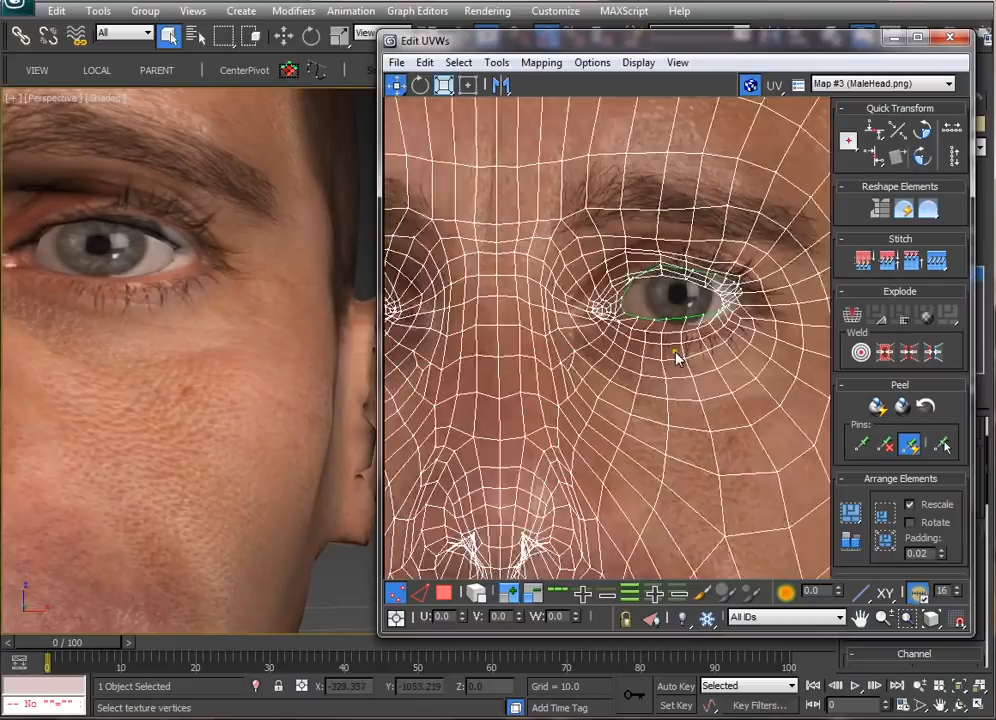 Edit Tools Group Views Create Modifiers Animation Graph Editors Rendering Customize MAXScript Help
All View
VIEW LOCAL PARENT CenterPivot
[+] [Perspective] [Shaded]
Edit UVWs
File Edit Select Tools Mapping Options Display View
UV Map #3 (MaleHead.png)
- Quick Transform
- Reshape Elements
- Stitch
- Explode
Weld
- Peel
Pins:
- Arrange Elements
Rescale
Rotate
Padding:
0.02
0.0 XY 16
U: 0.0 V: 0.0 W: 0.0 All IDs
z
< 0 / 100 >
- Channel
0 10 20 30 40 50 60 70 80 90 100
1 Object Selected X: -328.337 Y: -1053.219 Z: 0.0 Grid = 10.0 Auto Key Selected
-- No "'="' : Select texture vertices Add Time Tag Set Key Key Filters... 0